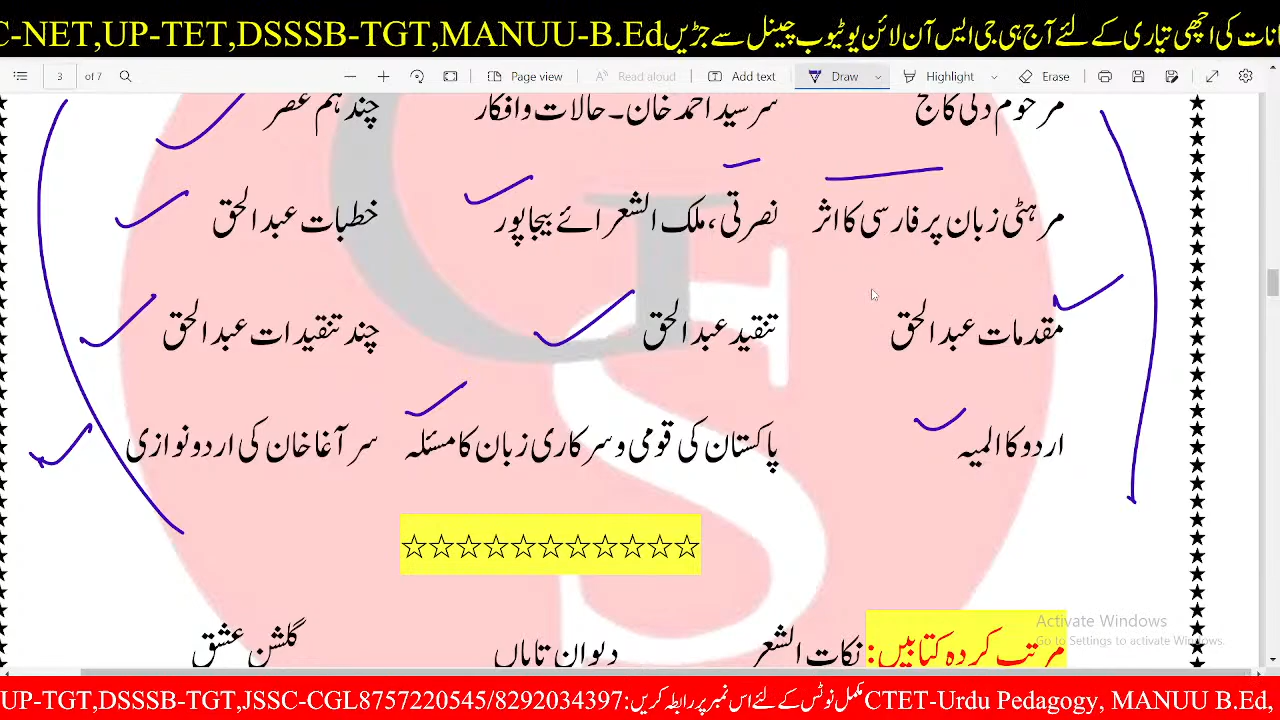 انات کی اچھی تیاری کے لئے آج ہی جی ایس آن لائن یوٹیوب چینل سے جڑیں C-NET,UP-TET,DSSSB-TGT,MANUU-B.Ed
3 of 7 Page view Read aloud Add text Draw Highlight Erase
مرحوم دلی کالج سرسید احمد خان۔ حالات و افکار چند ہم عصر
مرہٹی زبان پر فارسی کا اثر نصرتی، ملک الشعرائے بیجاپور خطبات عبدالحق
مقدمات عبدالحق تنقید عبدالحق چند تنقیدات عبدالحق
اردو کا المیہ پاکستان کی قومی و سرکاری زبان کا مسئلہ سر آغا خان کی اردو نوازی
☆☆☆☆☆☆☆☆☆☆☆
مرتب کردہ کتابیں: نکات الشعر دیوان تاباں گلشن عشق
Activate Windows
Go to Settings to activate Windows.
UP-TGT,DSSSB-TGT,JSSC-CGL مکمل نوٹس کے لئے اس نمبر پر رابطہ کریں:8757220545/8292034397 CTET-Urdu Pedagogy, MANUU B.Ed,